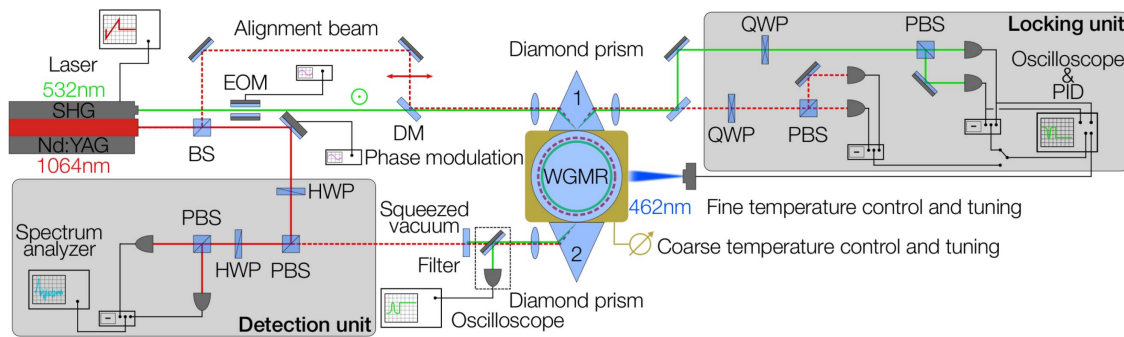 Laser
532nm
SHG
Nd:YAG
1064nm
Alignment beam
EOM
BS
DM
Phase modulation
Diamond prism
1
WGMR
2
Diamond prism
462nm
Fine temperature control and tuning
Coarse temperature control and tuning
QWP
PBS
QWP
PBS
Locking unit
Oscilloscope
&
PID
HWP
PBS
HWP
PBS
Spectrum
analyzer
Detection unit
Squeezed
vacuum
Filter
Oscilloscope